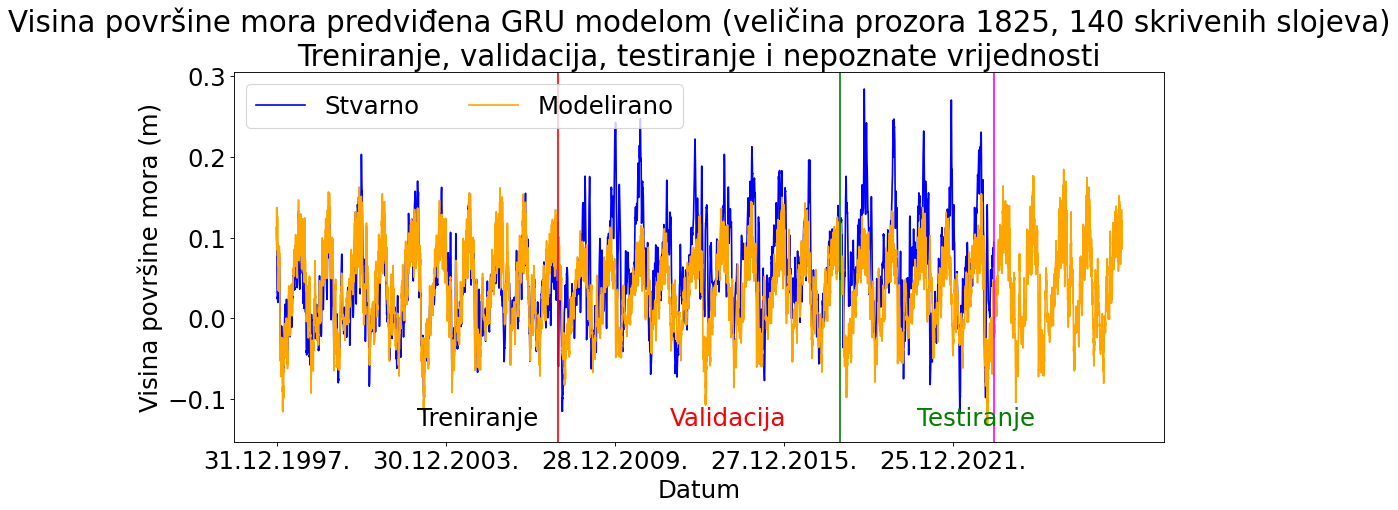 Visina površine mora predviđena GRU modelom (veličina prozora 1825, 140 skrivenih slojeva)
Treniranje, validacija, testiranje i nepoznate vrijednosti
Stvarno
Modelirano
Visina površine mora (m)
0.3
0.2
0.1
0.0
−0.1
Treniranje
Validacija
Testiranje
31.12.1997.
30.12.2003.
28.12.2009.
27.12.2015.
25.12.2021.
Datum